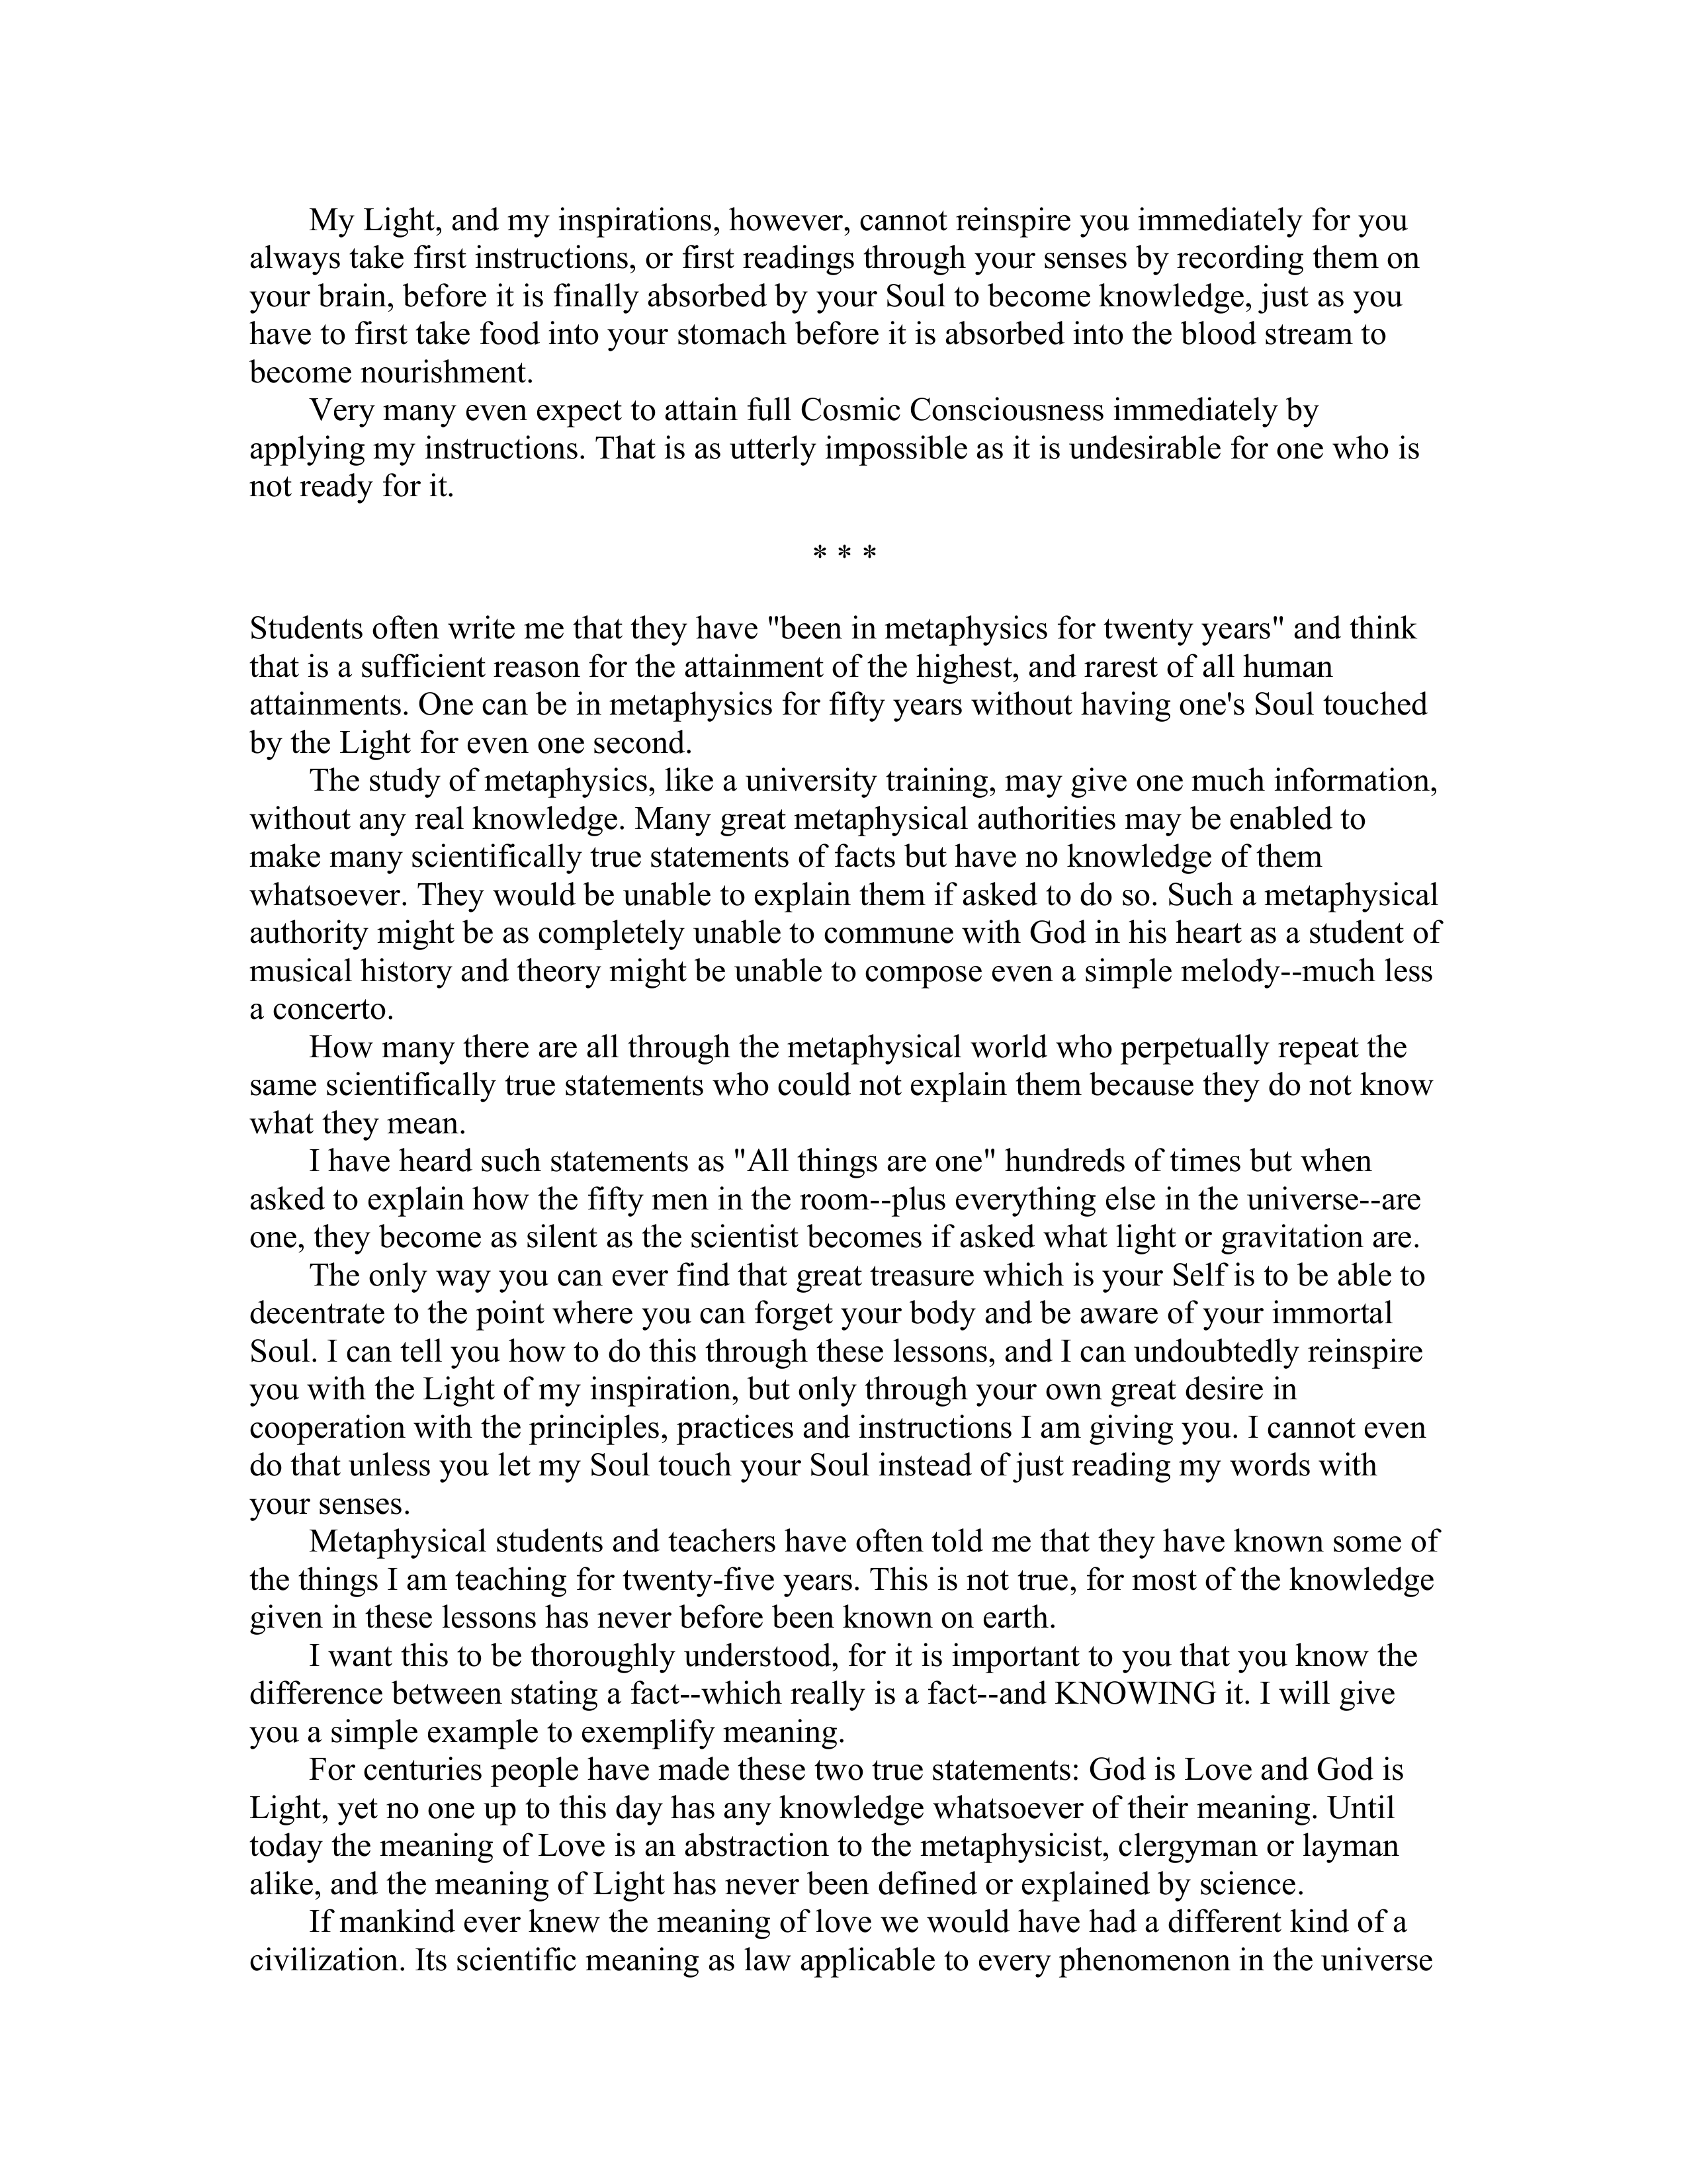 My Light, and my inspirations, however, cannot reinspire you immediately for you
always take first instructions, or first readings through your senses by recording them on
your brain, before it is finally absorbed by your Soul to become knowledge, just as you
have to first take food into your stomach before it is absorbed into the blood stream to
become nourishment.
Very many even expect to attain full Cosmic Consciousness immediately by
applying my instructions. That is as utterly impossible as it is undesirable for one who is
not ready for it.
* * *
Students often write me that they have "been in metaphysics for twenty years" and think
that is a sufficient reason for the attainment of the highest, and rarest of all human
attainments. One can be in metaphysics for fifty years without having one's Soul touched
by the Light for even one second.
The study of metaphysics, like a university training, may give one much information,
without any real knowledge. Many great metaphysical authorities may be enabled to
make many scientifically true statements of facts but have no knowledge of them
whatsoever. They would be unable to explain them if asked to do so. Such a metaphysical
authority might be as completely unable to commune with God in his heart as a student of
musical history and theory might be unable to compose even a simple melody--much less
a concerto.
How many there are all through the metaphysical world who perpetually repeat the
same scientifically true statements who could not explain them because they do not know
what they mean.
I have heard such statements as "All things are one" hundreds of times but when
asked to explain how the fifty men in the room--plus everything else in the universe--are
one, they become as silent as the scientist becomes if asked what light or gravitation are.
The only way you can ever find that great treasure which is your Self is to be able to
decentrate to the point where you can forget your body and be aware of your immortal
Soul. I can tell you how to do this through these lessons, and I can undoubtedly reinspire
you with the Light of my inspiration, but only through your own great desire in
cooperation with the principles, practices and instructions I am giving you. I cannot even
do that unless you let my Soul touch your Soul instead of just reading my words with
your senses.
Metaphysical students and teachers have often told me that they have known some of
the things I am teaching for twenty-five years. This is not true, for most of the knowledge
given in these lessons has never before been known on earth.
I want this to be thoroughly understood, for it is important to you that you know the
difference between stating a fact--which really is a fact--and KNOWING it. I will give
you a simple example to exemplify meaning.
For centuries people have made these two true statements: God is Love and God is
Light, yet no one up to this day has any knowledge whatsoever of their meaning. Until
today the meaning of Love is an abstraction to the metaphysicist, clergyman or layman
alike, and the meaning of Light has never been defined or explained by science.
If mankind ever knew the meaning of love we would have had a different kind of a
civilization. Its scientific meaning as law applicable to every phenomenon in the universe